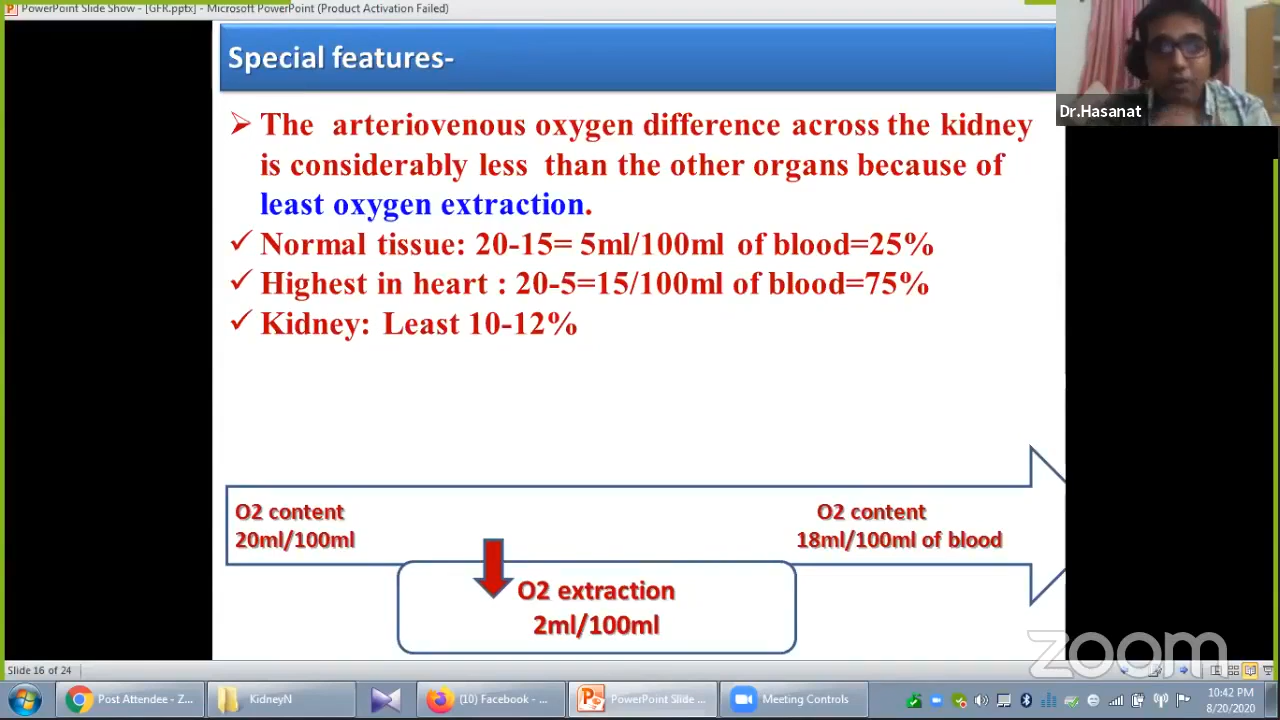 PowerPoint Slide Show - [GFR.pptx] - Microsoft PowerPoint (Product Activation Failed)
Special features-
Dr.Hasanat
➢ The arteriovenous oxygen difference across the kidney
is considerably less than the other organs because of
least oxygen extraction.
✓ Normal tissue: 20-15= 5ml/100ml of blood=25%
✓ Highest in heart : 20-5=15/100ml of blood=75%
✓ Kidney: Least 10-12%
O2 content
20ml/100ml
O2 content
18ml/100ml of blood
O2 extraction
2ml/100ml
zoom
Slide 16 of 24
Post Attendee - Z...
KidneyN
(10) Facebook - ...
PowerPoint Slide ...
Meeting Controls
10:42 PM
8/20/2020